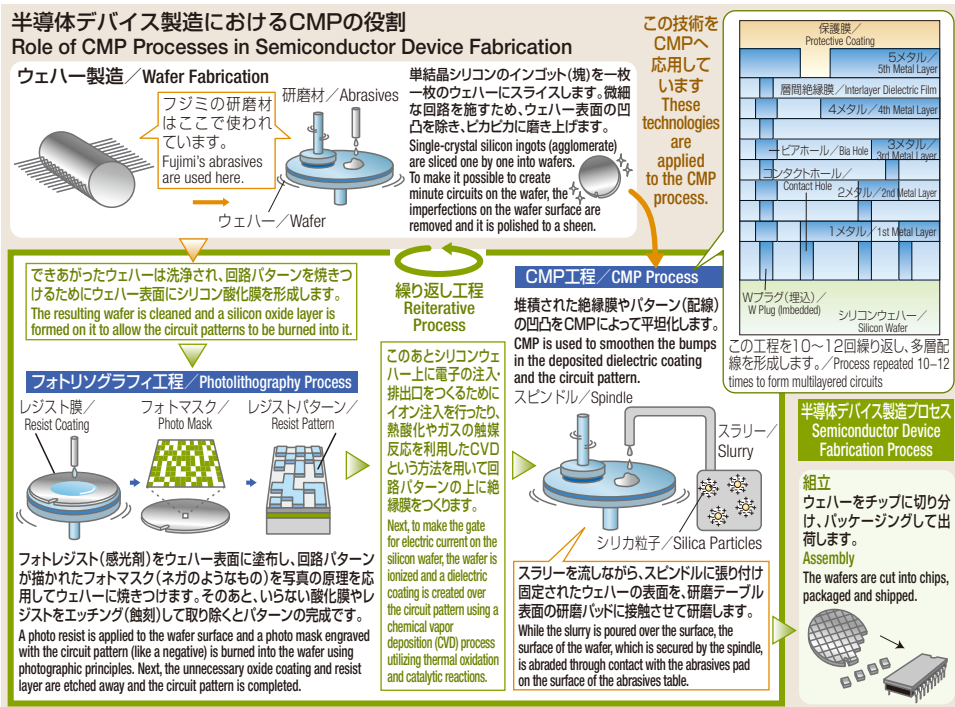 半導体デバイス製造におけるCMPの役割
Role of CMP Processes in Semiconductor Device Fabrication
ウェハー製造／Wafer Fabrication
フジミの研磨材
はここで使われ
ています。
Fujimi's abrasives
are used here.
研磨材／Abrasives
ウェハー／Wafer
単結晶シリコンのインゴット(塊)を一枚
一枚のウェハーにスライスします。微細
な回路を施すため、ウェハー表面の凹
凸を除き、ピカピカに磨き上げます。
Single-crystal silicon ingots (agglomerate)
are sliced one by one into wafers.
To make it possible to create
minute circuits on the wafer, the
imperfections on the wafer surface are
removed and it is polished to a sheen.
この技術を
CMPへ
応用して
います
These
technologies
are
applied
to the CMP
process.
保護膜／
Protective Coating
5メタル／
5th Metal Layer
層間絶縁膜／Interlayer Dielectric Film
4メタル／4th Metal Layer
ビアホール／Bia Hole
3メタル／
3rd Metal Layer
コンタクトホール／
Contact Hole
2メタル／2nd Metal Layer
1メタル／1st Metal Layer
Wプラグ(埋込)／
W Plug (Imbedded)
シリコンウェハー／
Silicon Wafer
この工程を10〜12回繰り返し、多層配
線を形成します。／Process repeated 10–12
times to form multilayered circuits
できあがったウェハーは洗浄され、回路パターンを焼きつ
けるためにウェハー表面にシリコン酸化膜を形成します。
The resulting wafer is cleaned and a silicon oxide layer is
formed on it to allow the circuit patterns to be burned into it.
フォトリソグラフィ工程／Photolithography Process
レジスト膜／
Resist Coating
フォトマスク／
Photo Mask
レジストパターン／
Resist Pattern
フォトレジスト(感光剤)をウェハー表面に塗布し、回路パターン
が描かれたフォトマスク(ネガのようなもの)を写真の原理を応
用してウェハーに焼きつけます。そのあと、いらない酸化膜やレ
ジストをエッチング(蝕刻)して取り除くとパターンの完成です。
A photo resist is applied to the wafer surface and a photo mask engraved
with the circuit pattern (like a negative) is burned into the wafer using
photographic principles. Next, the unnecessary oxide coating and resist
layer are etched away and the circuit pattern is completed.
繰り返し工程
Reiterative
Process
このあとシリコンウェ
ハー上に電子の注入・
排出口をつくるために
イオン注入を行ったり、
熱酸化やガスの触媒
反応を利用したCVD
という方法を用いて回
路パターンの上に絶
縁膜をつくります。
Next, to make the gate
for electric current on the
silicon wafer, the wafer is
ionized and a dielectric
coating is created over
the circuit pattern using a
chemical vapor
deposition (CVD) process
utilizing thermal oxidation
and catalytic reactions.
CMP工程／CMP Process
堆積された絶縁膜やパターン(配線)
の凹凸をCMPによって平坦化します。
CMP is used to smoothen the bumps
in the deposited dielectric coating
and the circuit pattern.
スピンドル／Spindle
スラリー／
Slurry
シリカ粒子／Silica Particles
スラリーを流しながら、スピンドルに張り付け
固定されたウェハーの表面を、研磨テーブル
表面の研磨パッドに接触させて研磨します。
While the slurry is poured over the surface, the
surface of the wafer, which is secured by the spindle,
is abraded through contact with the abrasives pad
on the surface of the abrasives table.
半導体デバイス製造プロセス
Semiconductor Device
Fabrication Process
組立
ウェハーをチップに切り分
け、パッケージングして出
荷します。
Assembly
The wafers are cut into chips,
packaged and shipped.